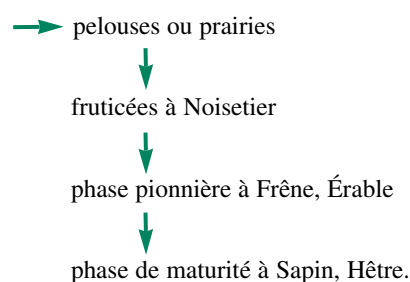 pelouses ou prairies
fruticées à Noisetier
phase pionnière à Frêne, Érable
phase de maturité à Sapin, Hêtre.